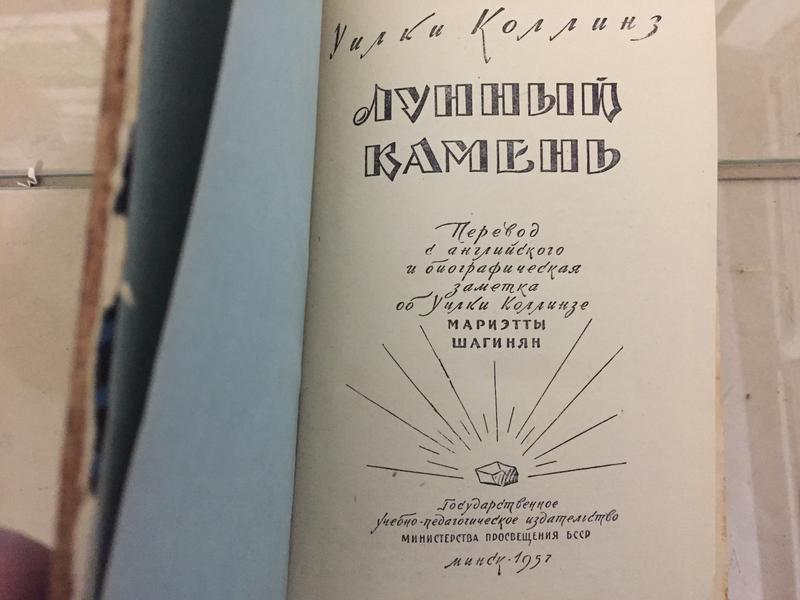 Уилки Коллинз
ЛУННЫЙ
КАМЕНЬ
Перевод
с английского
и биографическая
заметка
об Уилки Коллинзе
МАРИЭТТЫ
ШАГИНЯН
Государственное
учебно-педагогическое издательство
МИНИСТЕРСТВА ПРОСВЕЩЕНИЯ БССР
минск · 1957